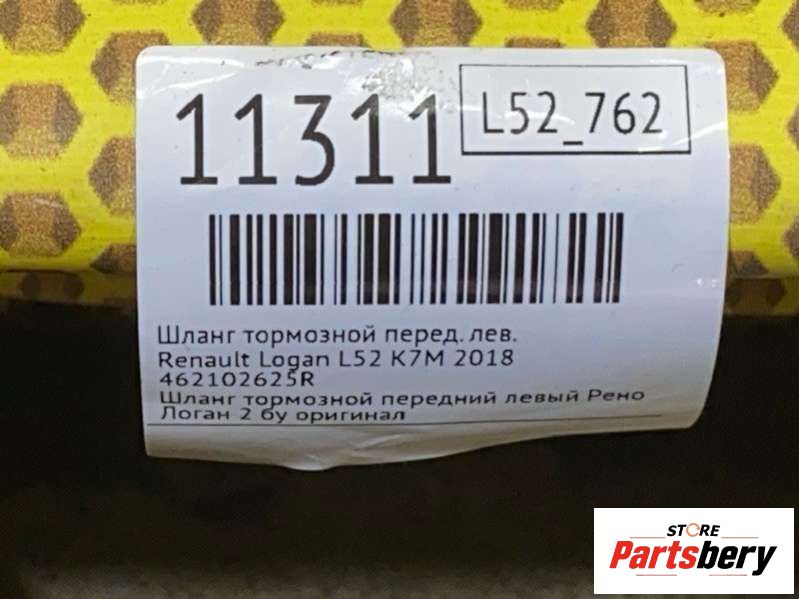 11311
L52_762
Шланг тормозной перед. лев.
Renault Logan L52 K7M 2018
462102625R
Шланг тормозной передний левый Рено
Логан 2 бу оригинал
STORE
Partsbery